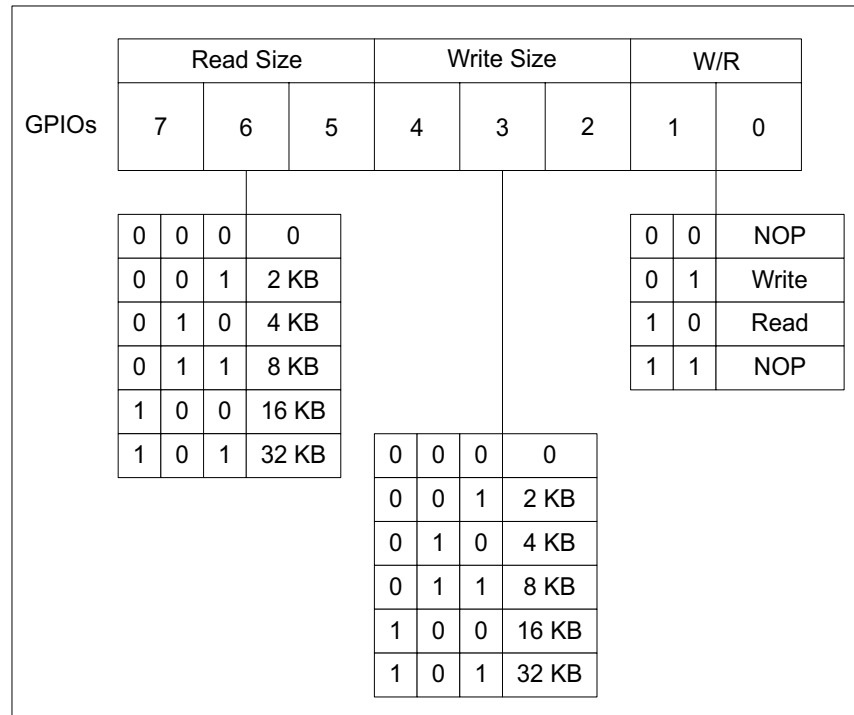 Read Size Write Size W/R
GPIOs 7 6 5 4 3 2 1 0
0 0 0 0
0 0 1 2 KB
0 1 0 4 KB
0 1 1 8 KB
1 0 0 16 KB
1 0 1 32 KB
0 0 NOP
0 1 Write
1 0 Read
1 1 NOP
0 0 0 0
0 0 1 2 KB
0 1 0 4 KB
0 1 1 8 KB
1 0 0 16 KB
1 0 1 32 KB